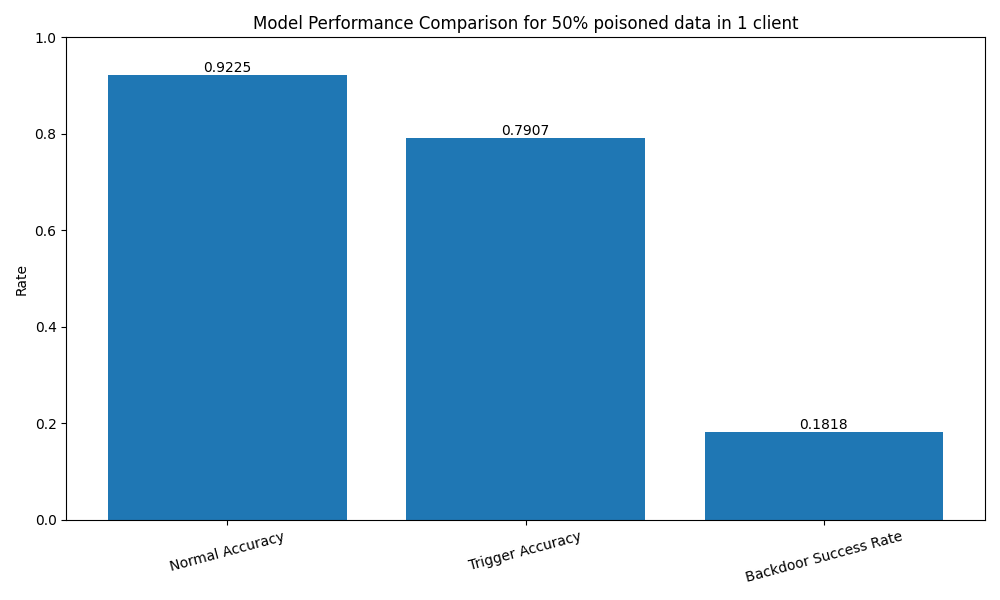 Model Performance Comparison for 50% poisoned data in 1 client
1.0
0.8
0.6
0.4
0.2
0.0
Rate
0.9225
0.7907
0.1818
Normal Accuracy
Trigger Accuracy
Backdoor Success Rate